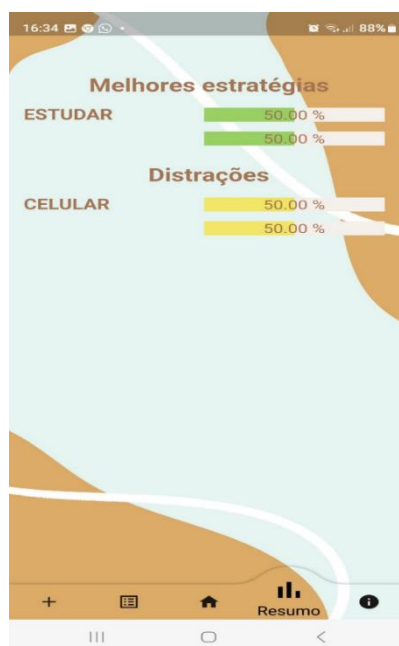 16:34 88%
Melhores estratégias
ESTUDAR 50.00 %
50.00 %
Distrações
CELULAR 50.00 %
50.00 %
Resumo